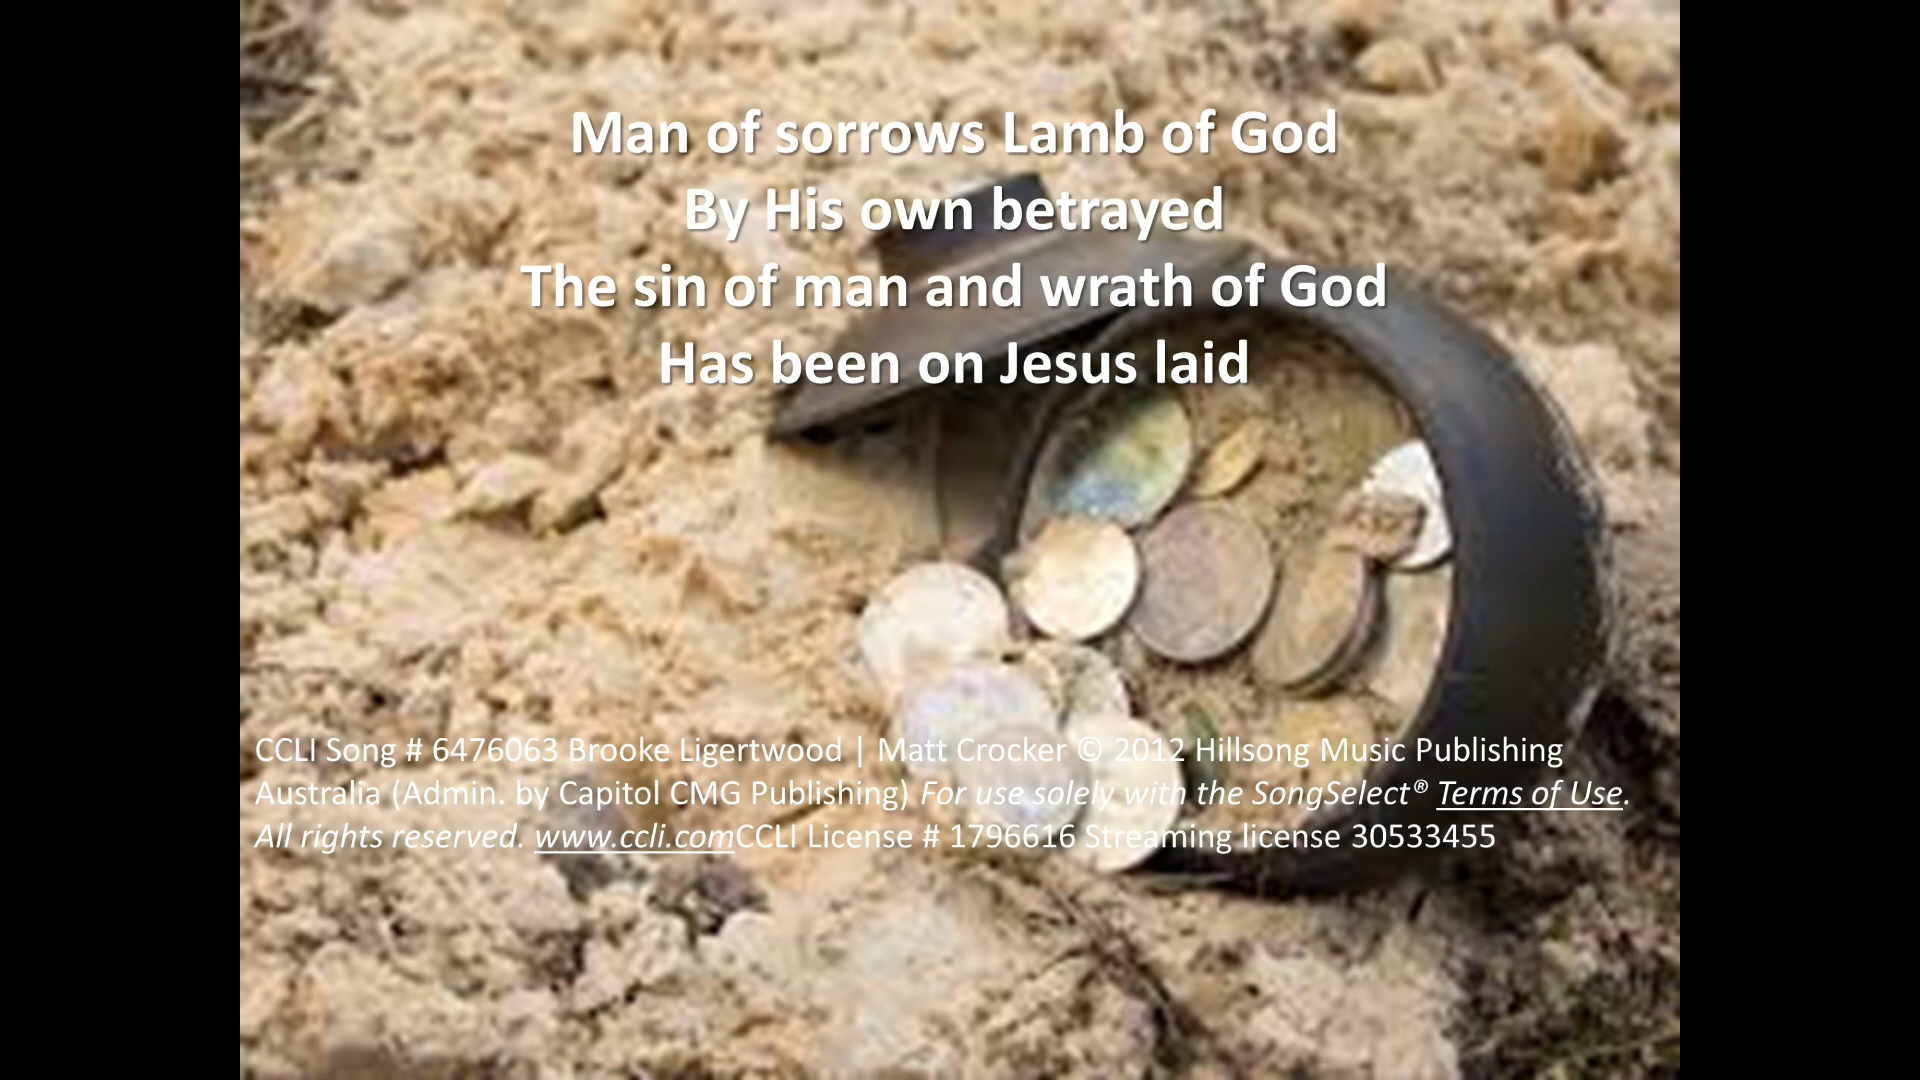 Man of sorrows Lamb of God
By His own betrayed
The sin of man and wrath of God
Has been on Jesus laid
CCLI Song # 6476063 Brooke Ligertwood | Matt Crocker © 2012 Hillsong Music Publishing
Australia (Admin. by Capitol CMG Publishing) For use solely with the SongSelect® Terms of Use.
All rights reserved. www.ccli.comCCLI License # 1796616 Streaming license 30533455